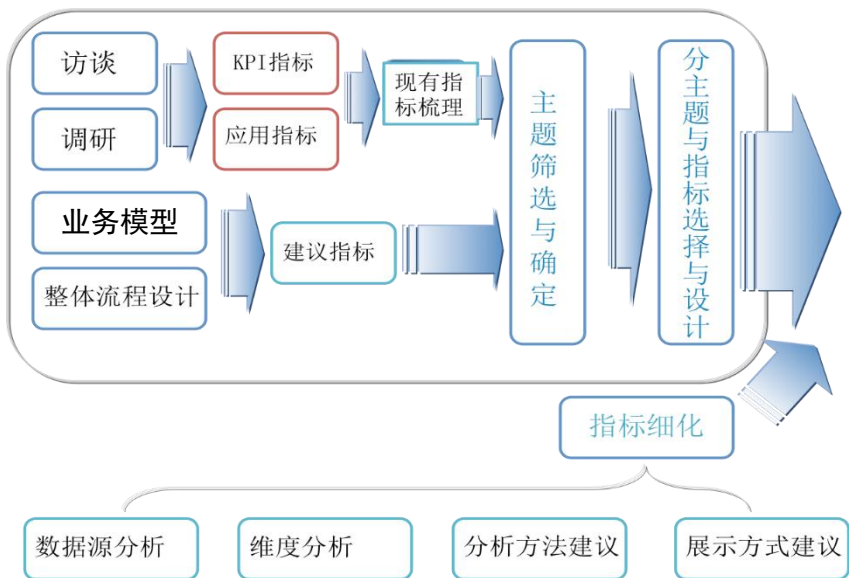 访谈
KPI指标
现有指
标梳理
调研
应用指标
业务模型
建议指标
整体流程设计
主题筛选与确定
分主题与指标选择与设计
指标细化
数据源分析
维度分析
分析方法建议
展示方式建议